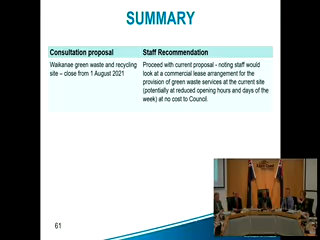 SUMMARY
Consultation proposal
Staff Recommendation
Waikanae green waste and recycling
site – close from 1 August 2021
Proceed with current proposal - noting staff would
look at a commercial lease arrangement for the
provision of green waste services at the current site
(potentially at reduced opening hours and days of the
week) at no cost to Council.
61